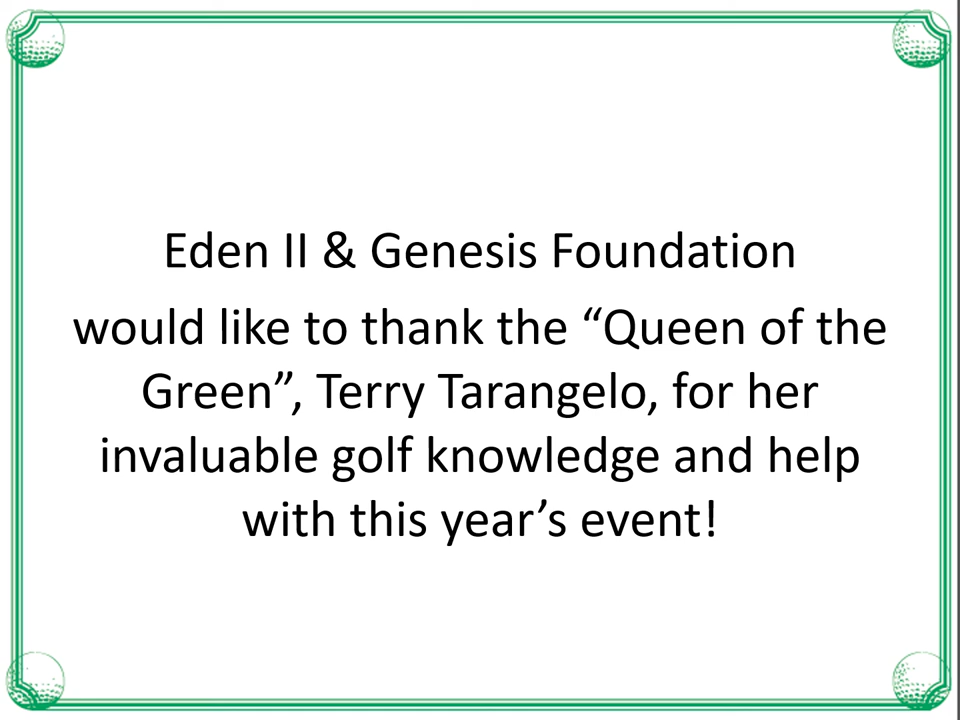 Eden II & Genesis Foundation
would like to thank the “Queen of the
Green”, Terry Tarangelo, for her
invaluable golf knowledge and help
with this year’s event!